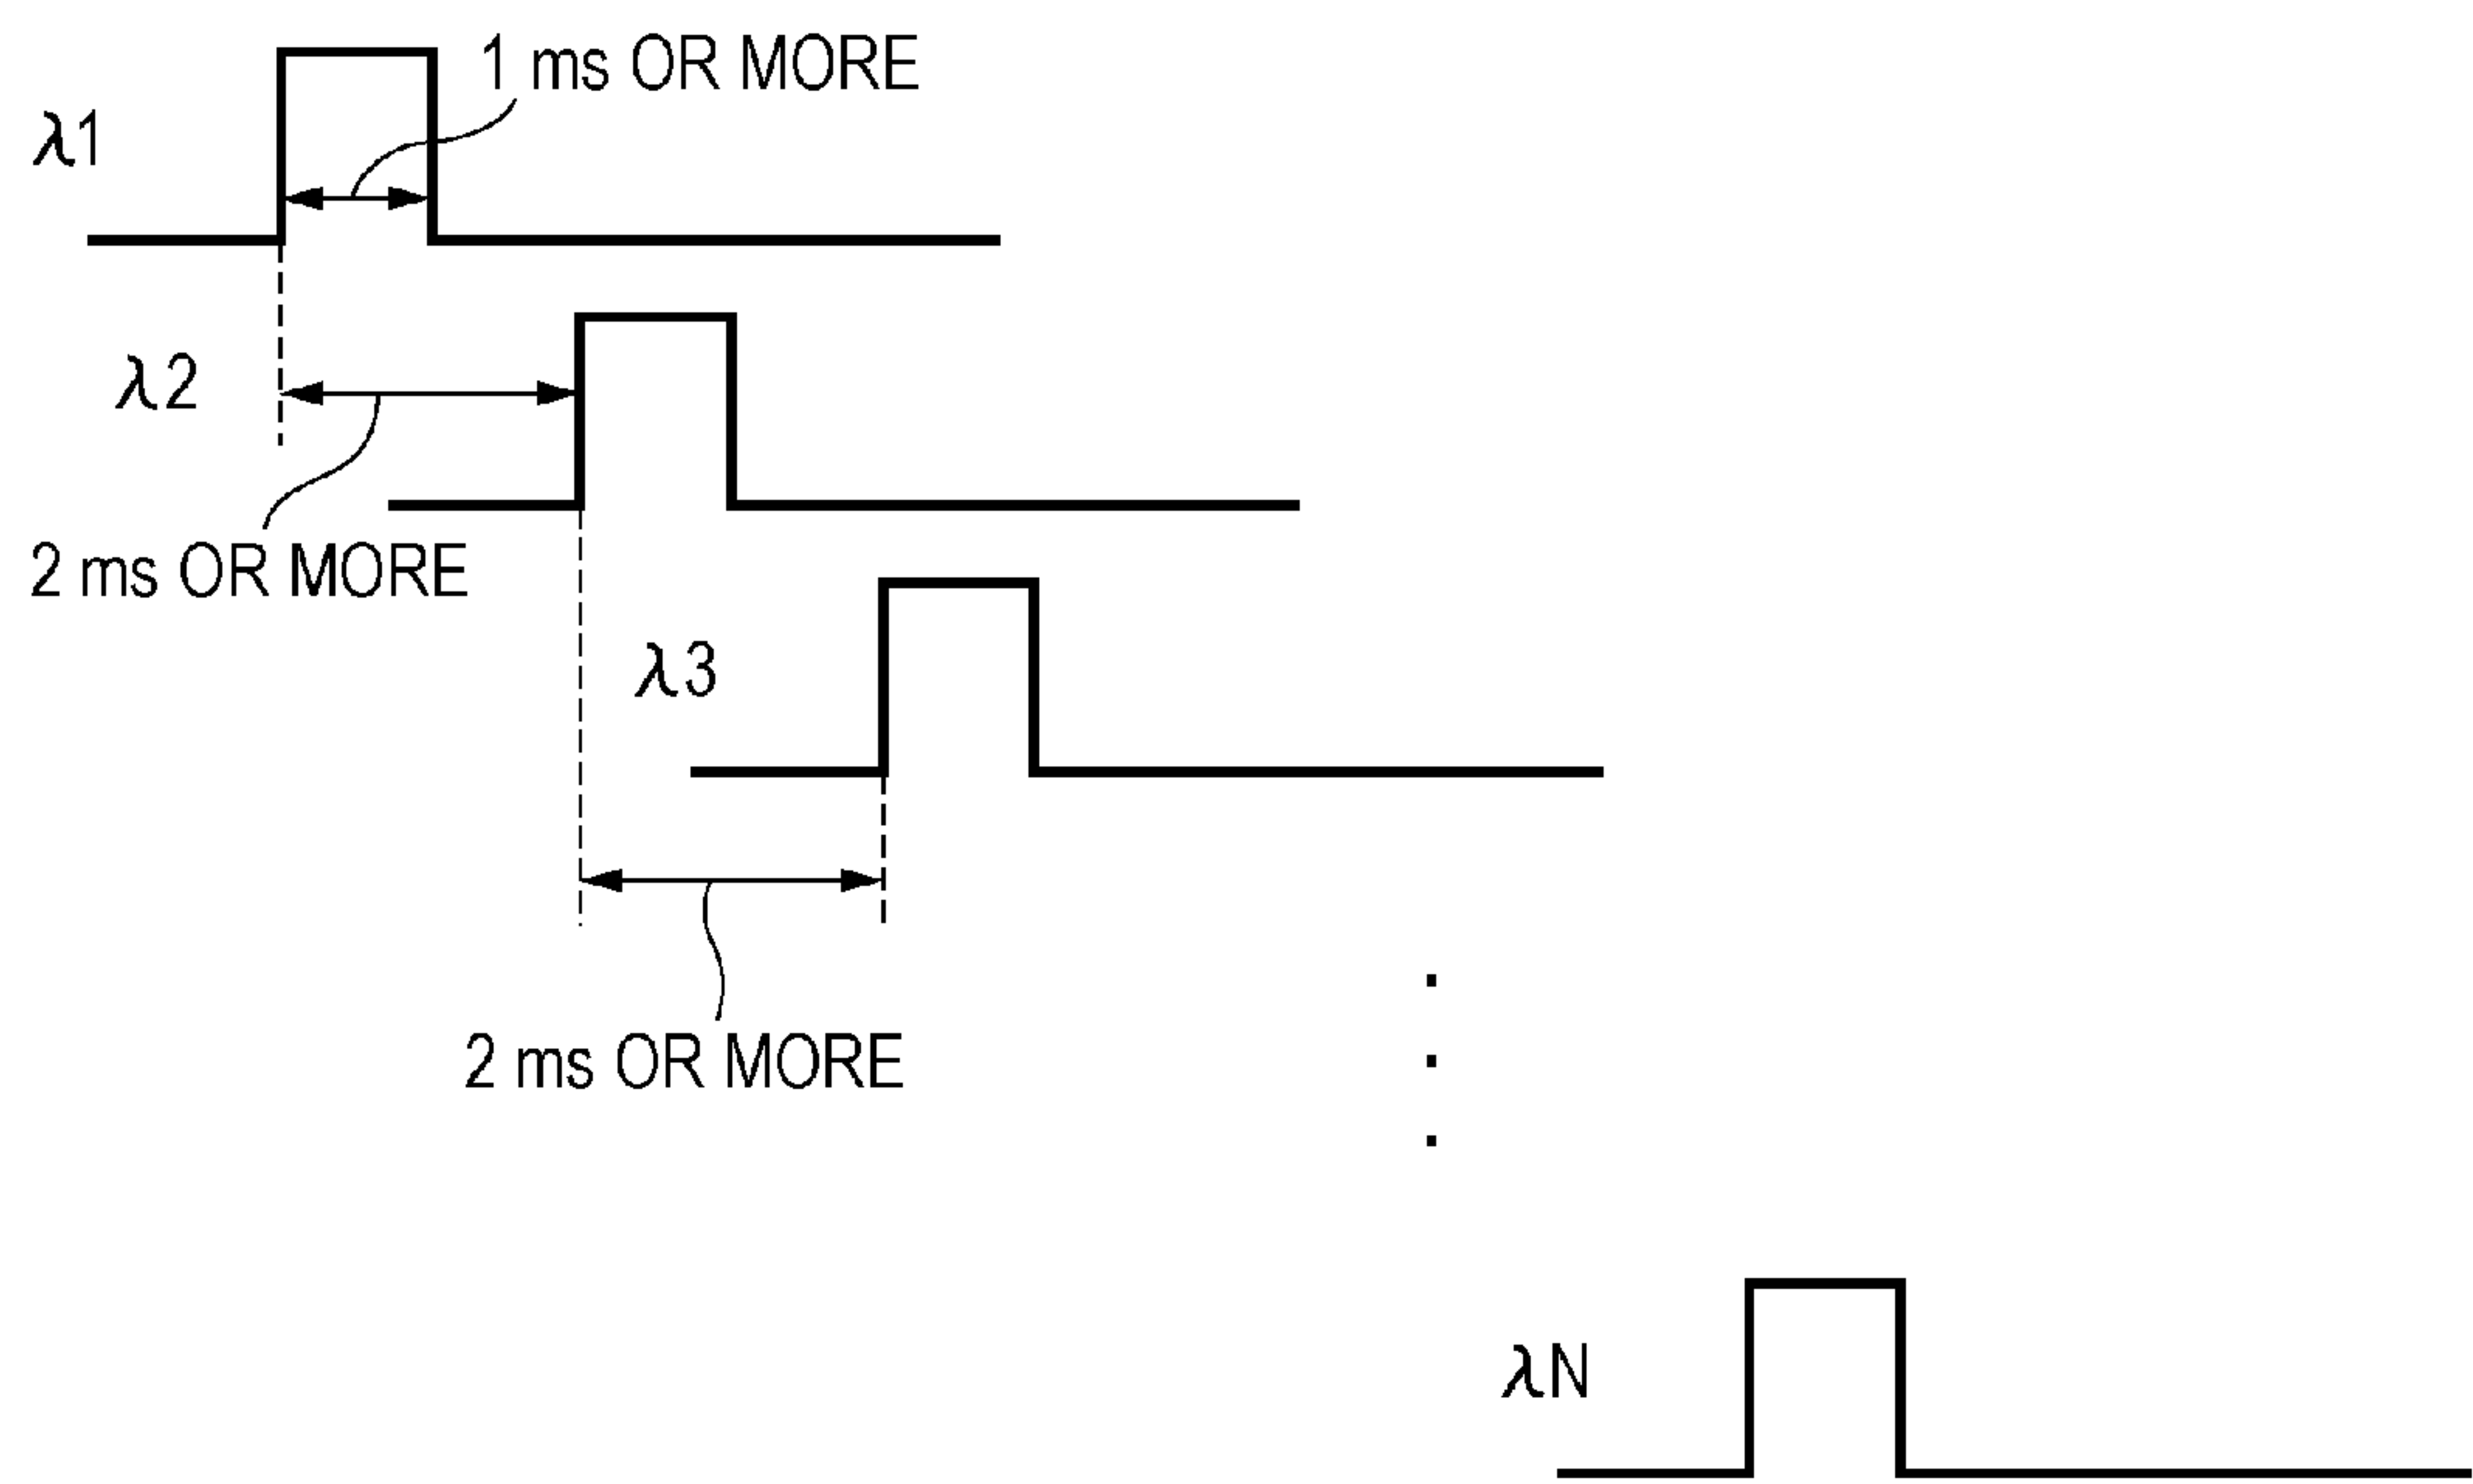 1 ms OR MORE
λ1
λ2
2 ms OR MORE
λ3
2 ms OR MORE
λN